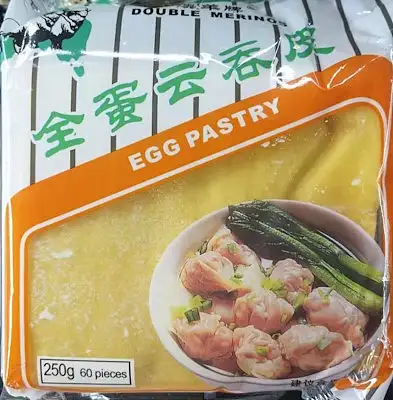 DOUBLE MERINOS
全蛋云吞皮
EGG PASTRY
250g 60 pieces